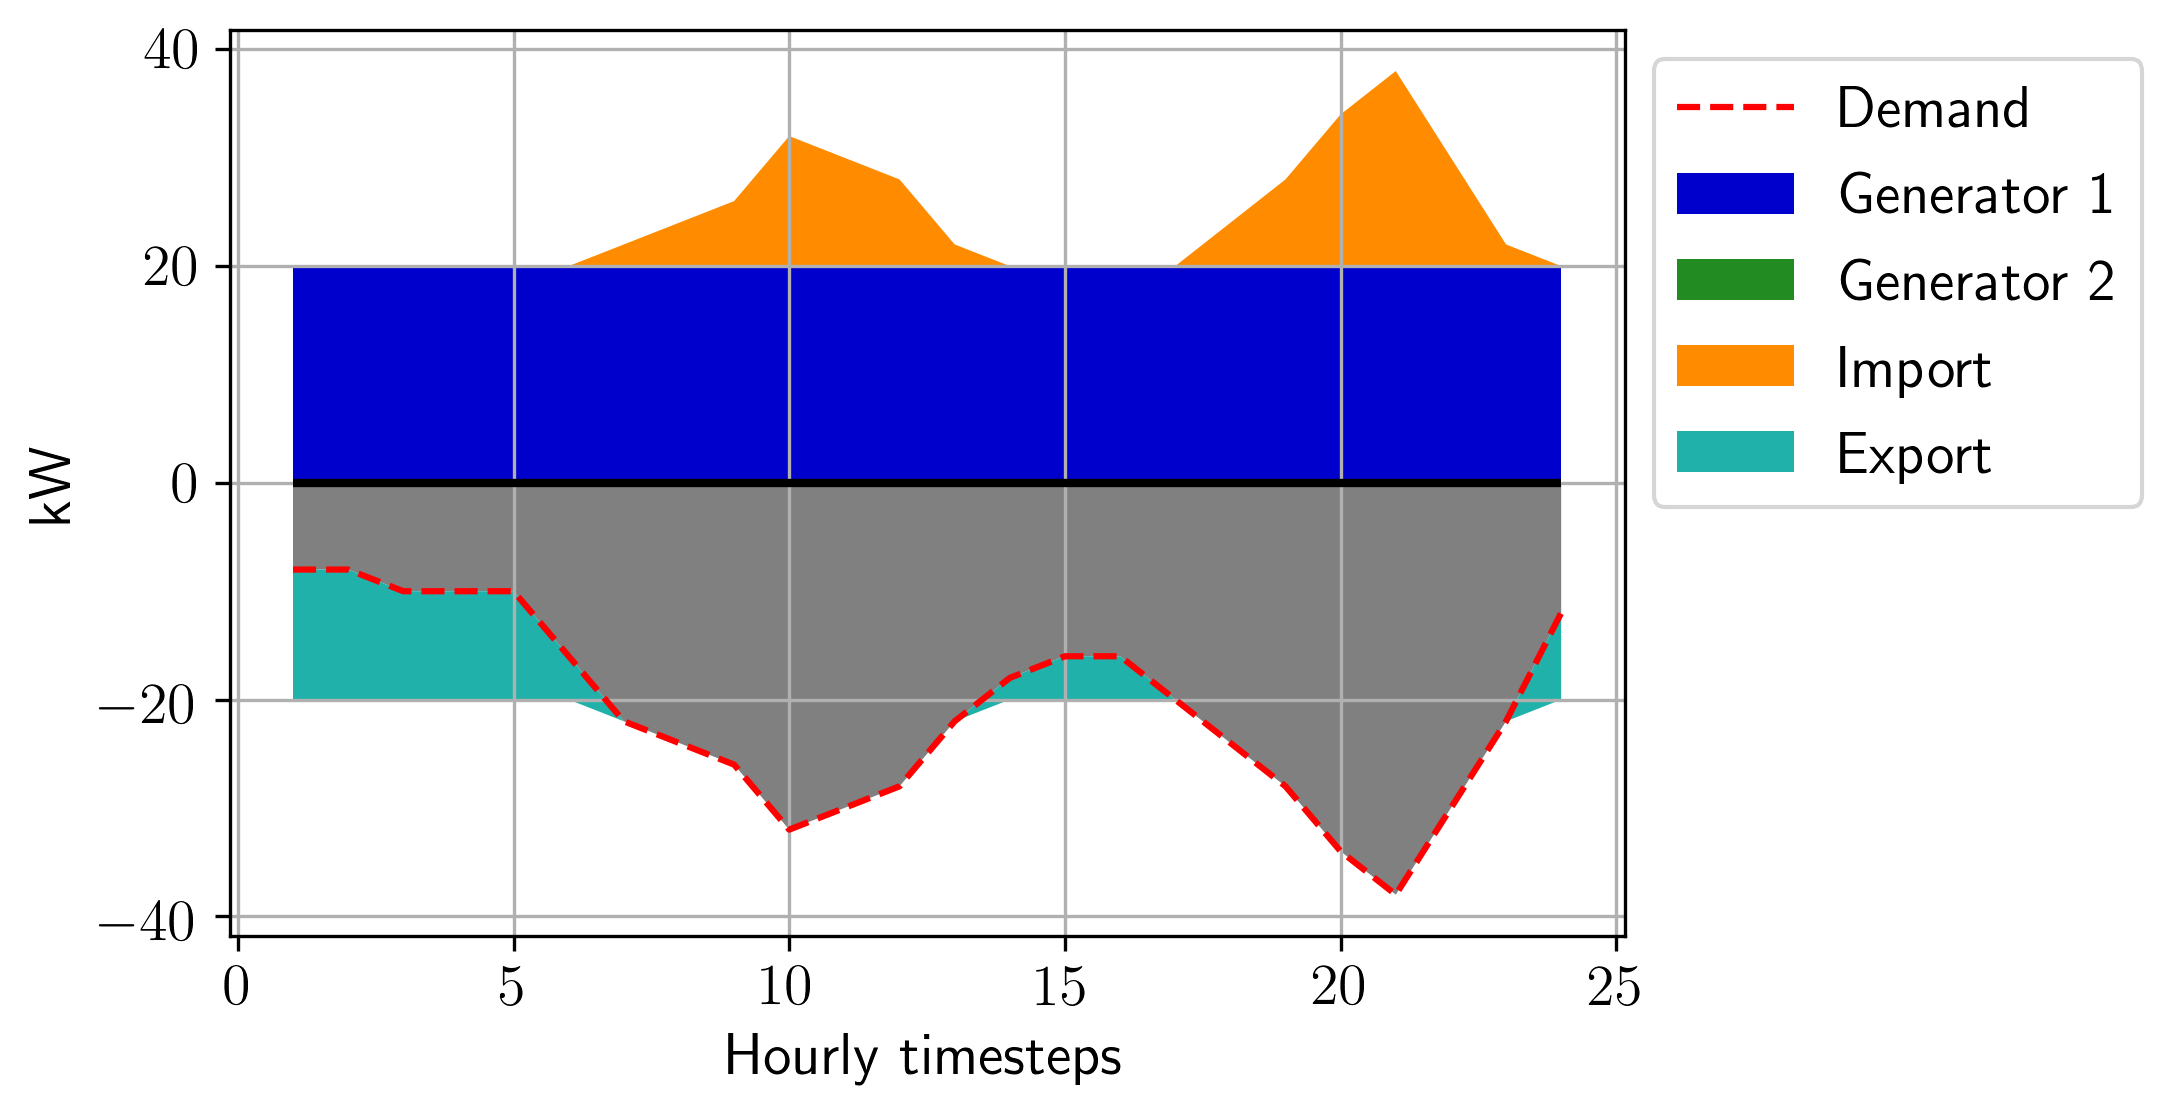 40
20
0
−20
−40
kW
0 5 10 15 20 25
Hourly timesteps
Demand
Generator 1
Generator 2
Import
Export